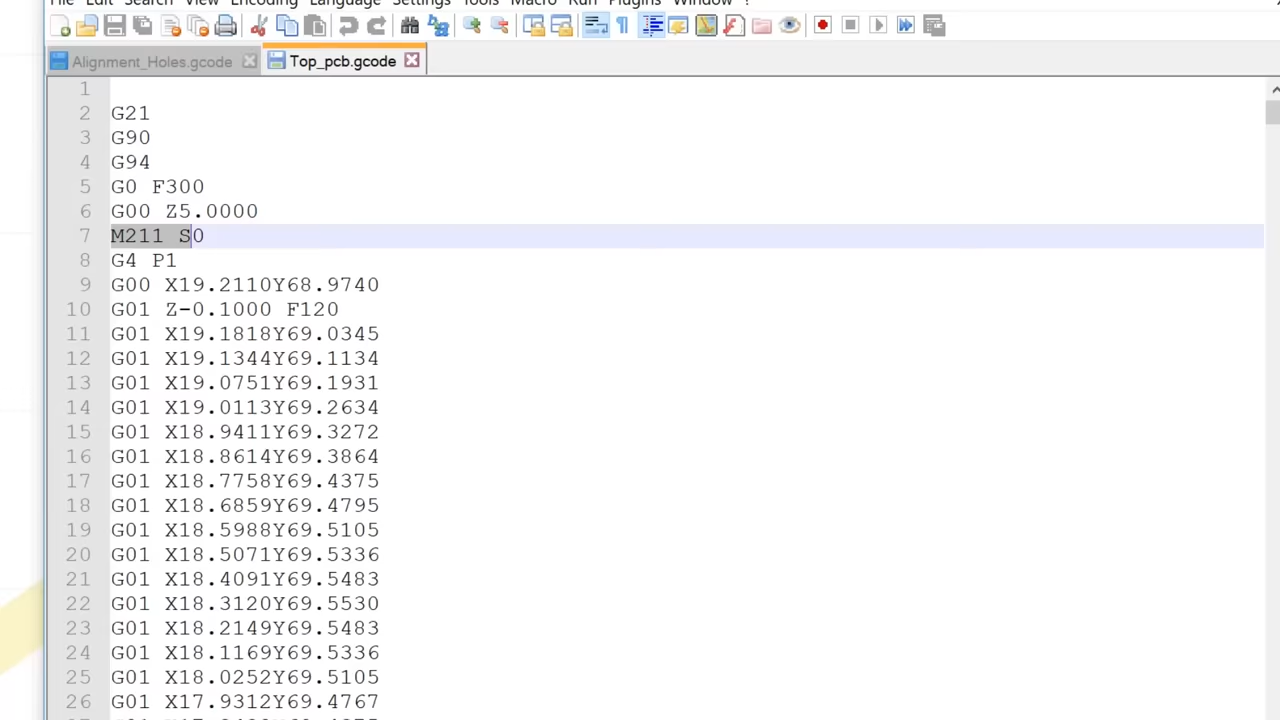 File Edit Search View Encoding Language Settings Tools Macro Run Plugins Window ?
Alignment_Holes.gcode Top_pcb.gcode
1
2 G21
3 G90
4 G94
5 G0 F300
6 G00 Z5.0000
7 M211 S0
8 G4 P1
9 G00 X19.2110Y68.9740
10 G01 Z-0.1000 F120
11 G01 X19.1818Y69.0345
12 G01 X19.1344Y69.1134
13 G01 X19.0751Y69.1931
14 G01 X19.0113Y69.2634
15 G01 X18.9411Y69.3272
16 G01 X18.8614Y69.3864
17 G01 X18.7758Y69.4375
18 G01 X18.6859Y69.4795
19 G01 X18.5988Y69.5105
20 G01 X18.5071Y69.5336
21 G01 X18.4091Y69.5483
22 G01 X18.3120Y69.5530
23 G01 X18.2149Y69.5483
24 G01 X18.1169Y69.5336
25 G01 X18.0252Y69.5105
26 G01 X17.9312Y69.4767